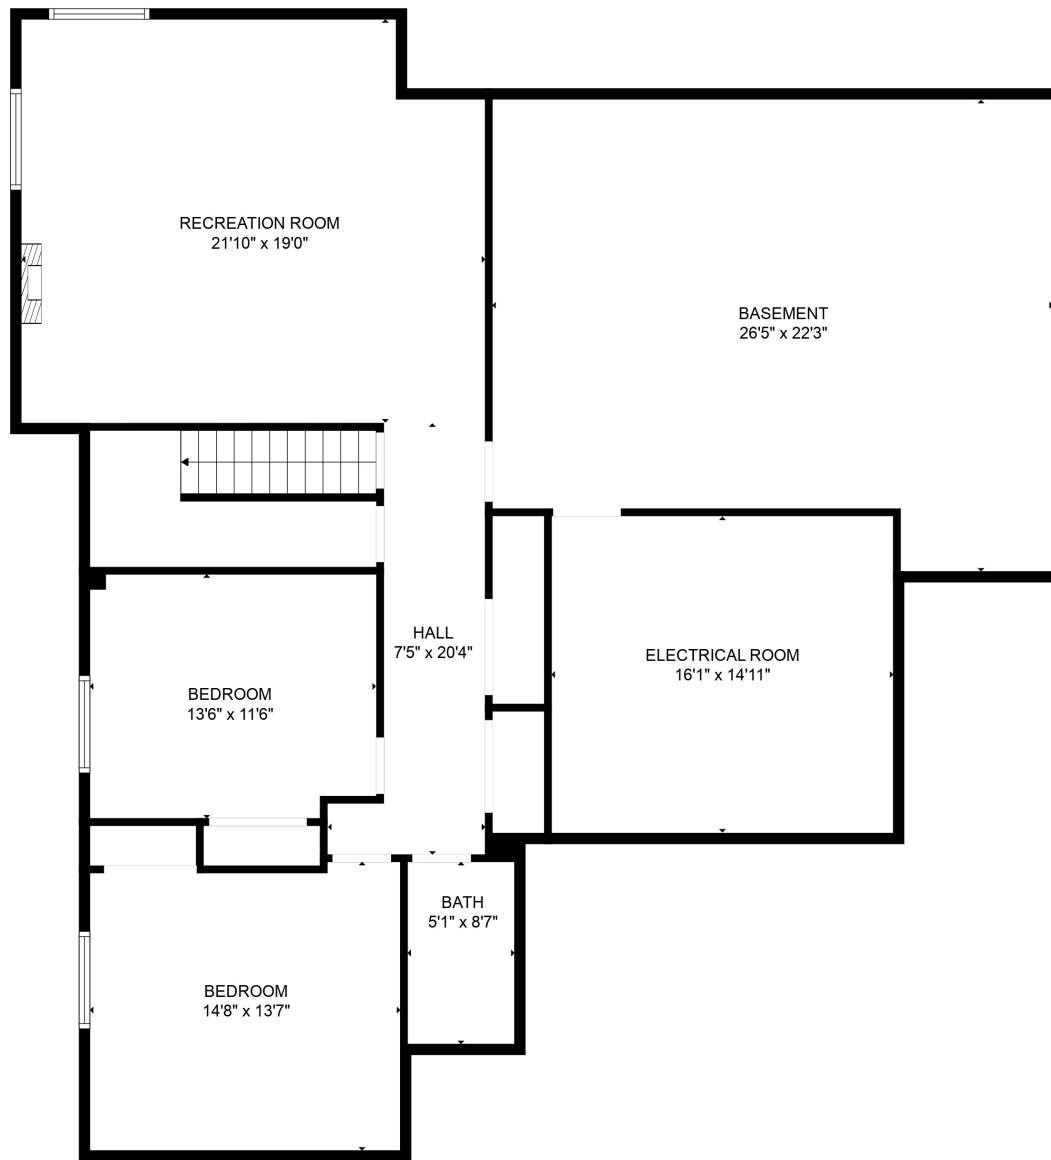 RECREATION ROOM
21'10" x 19'0"
BASEMENT
26'5" x 22'3"
HALL
7'5" x 20'4"
ELECTRICAL ROOM
16'1" x 14'11"
BEDROOM
13'6" x 11'6"
BATH
5'1" x 8'7"
BEDROOM
14'8" x 13'7"